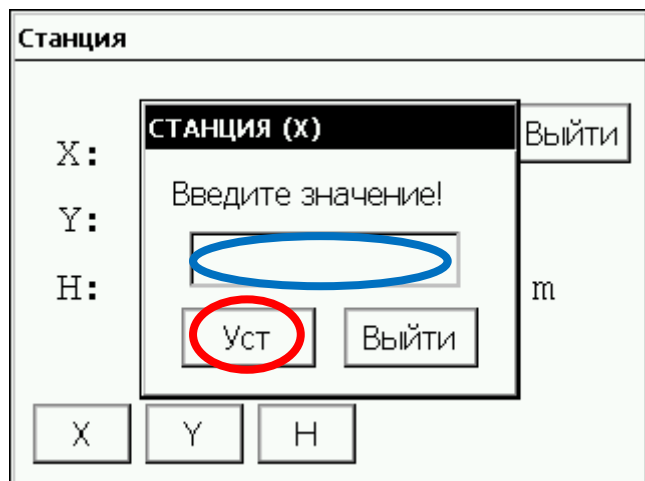 Станция
СТАНЦИЯ (X)
Выйти
X:
Введите значение!
Y:
H:
m
Уст
Выйти
X
Y
H